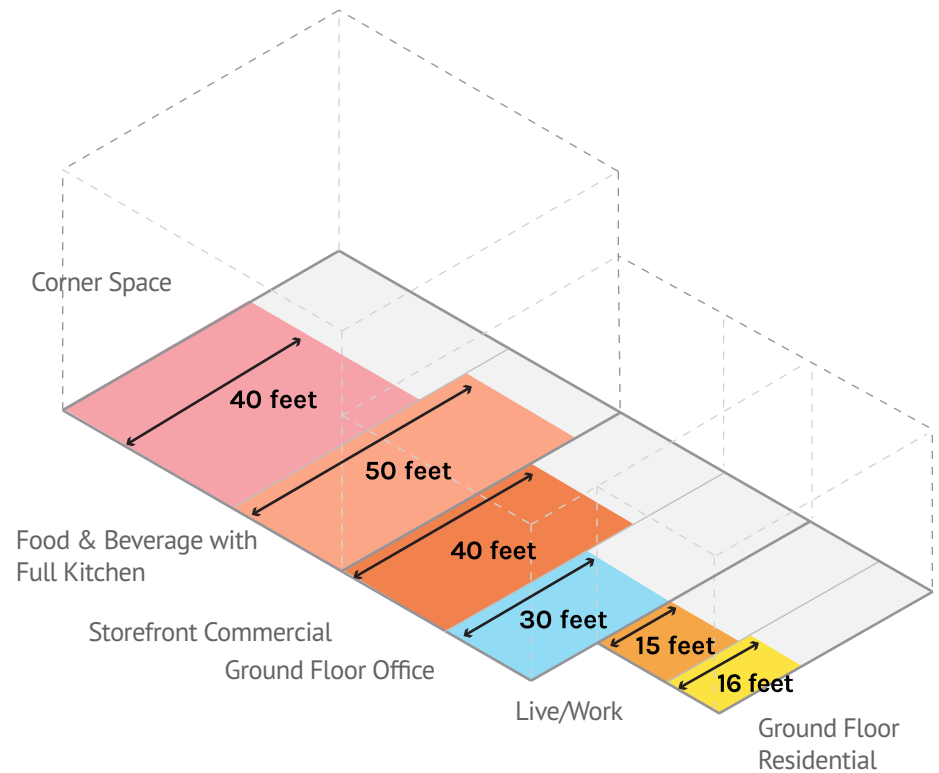 Corner Space
40 feet
50 feet
Food & Beverage with
Full Kitchen
40 feet
Storefront Commercial
30 feet
Ground Floor Office
15 feet
16 feet
Live/Work
Ground Floor
Residential